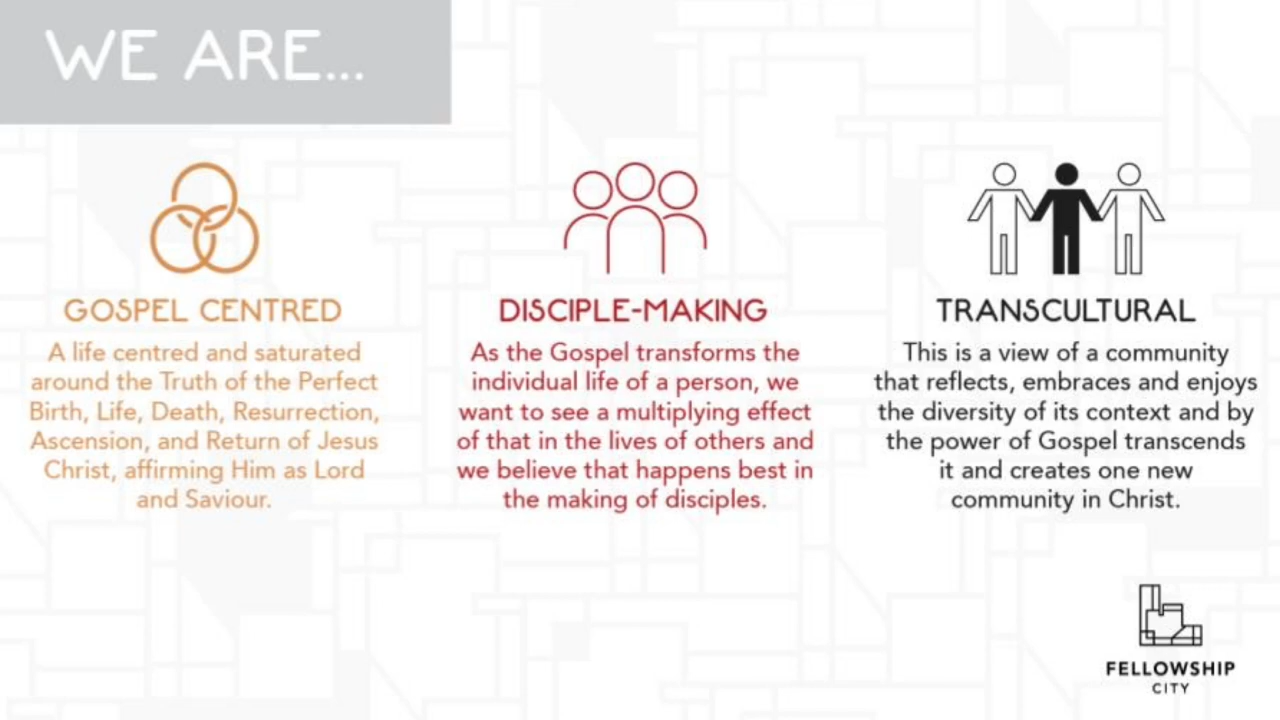 WE ARE...
GOSPEL CENTRED
A life centred and saturated
around the Truth of the Perfect
Birth, Life, Death, Resurrection,
Ascension, and Return of Jesus
Christ, affirming Him as Lord
and Saviour.
DISCIPLE-MAKING
As the Gospel transforms the
individual life of a person, we
want to see a multiplying effect
of that in the lives of others and
we believe that happens best in
the making of disciples.
TRANSCULTURAL
This is a view of a community
that reflects, embraces and enjoys
the diversity of its context and by
the power of Gospel transcends
it and creates one new
community in Christ.
FELLOWSHIP
CITY